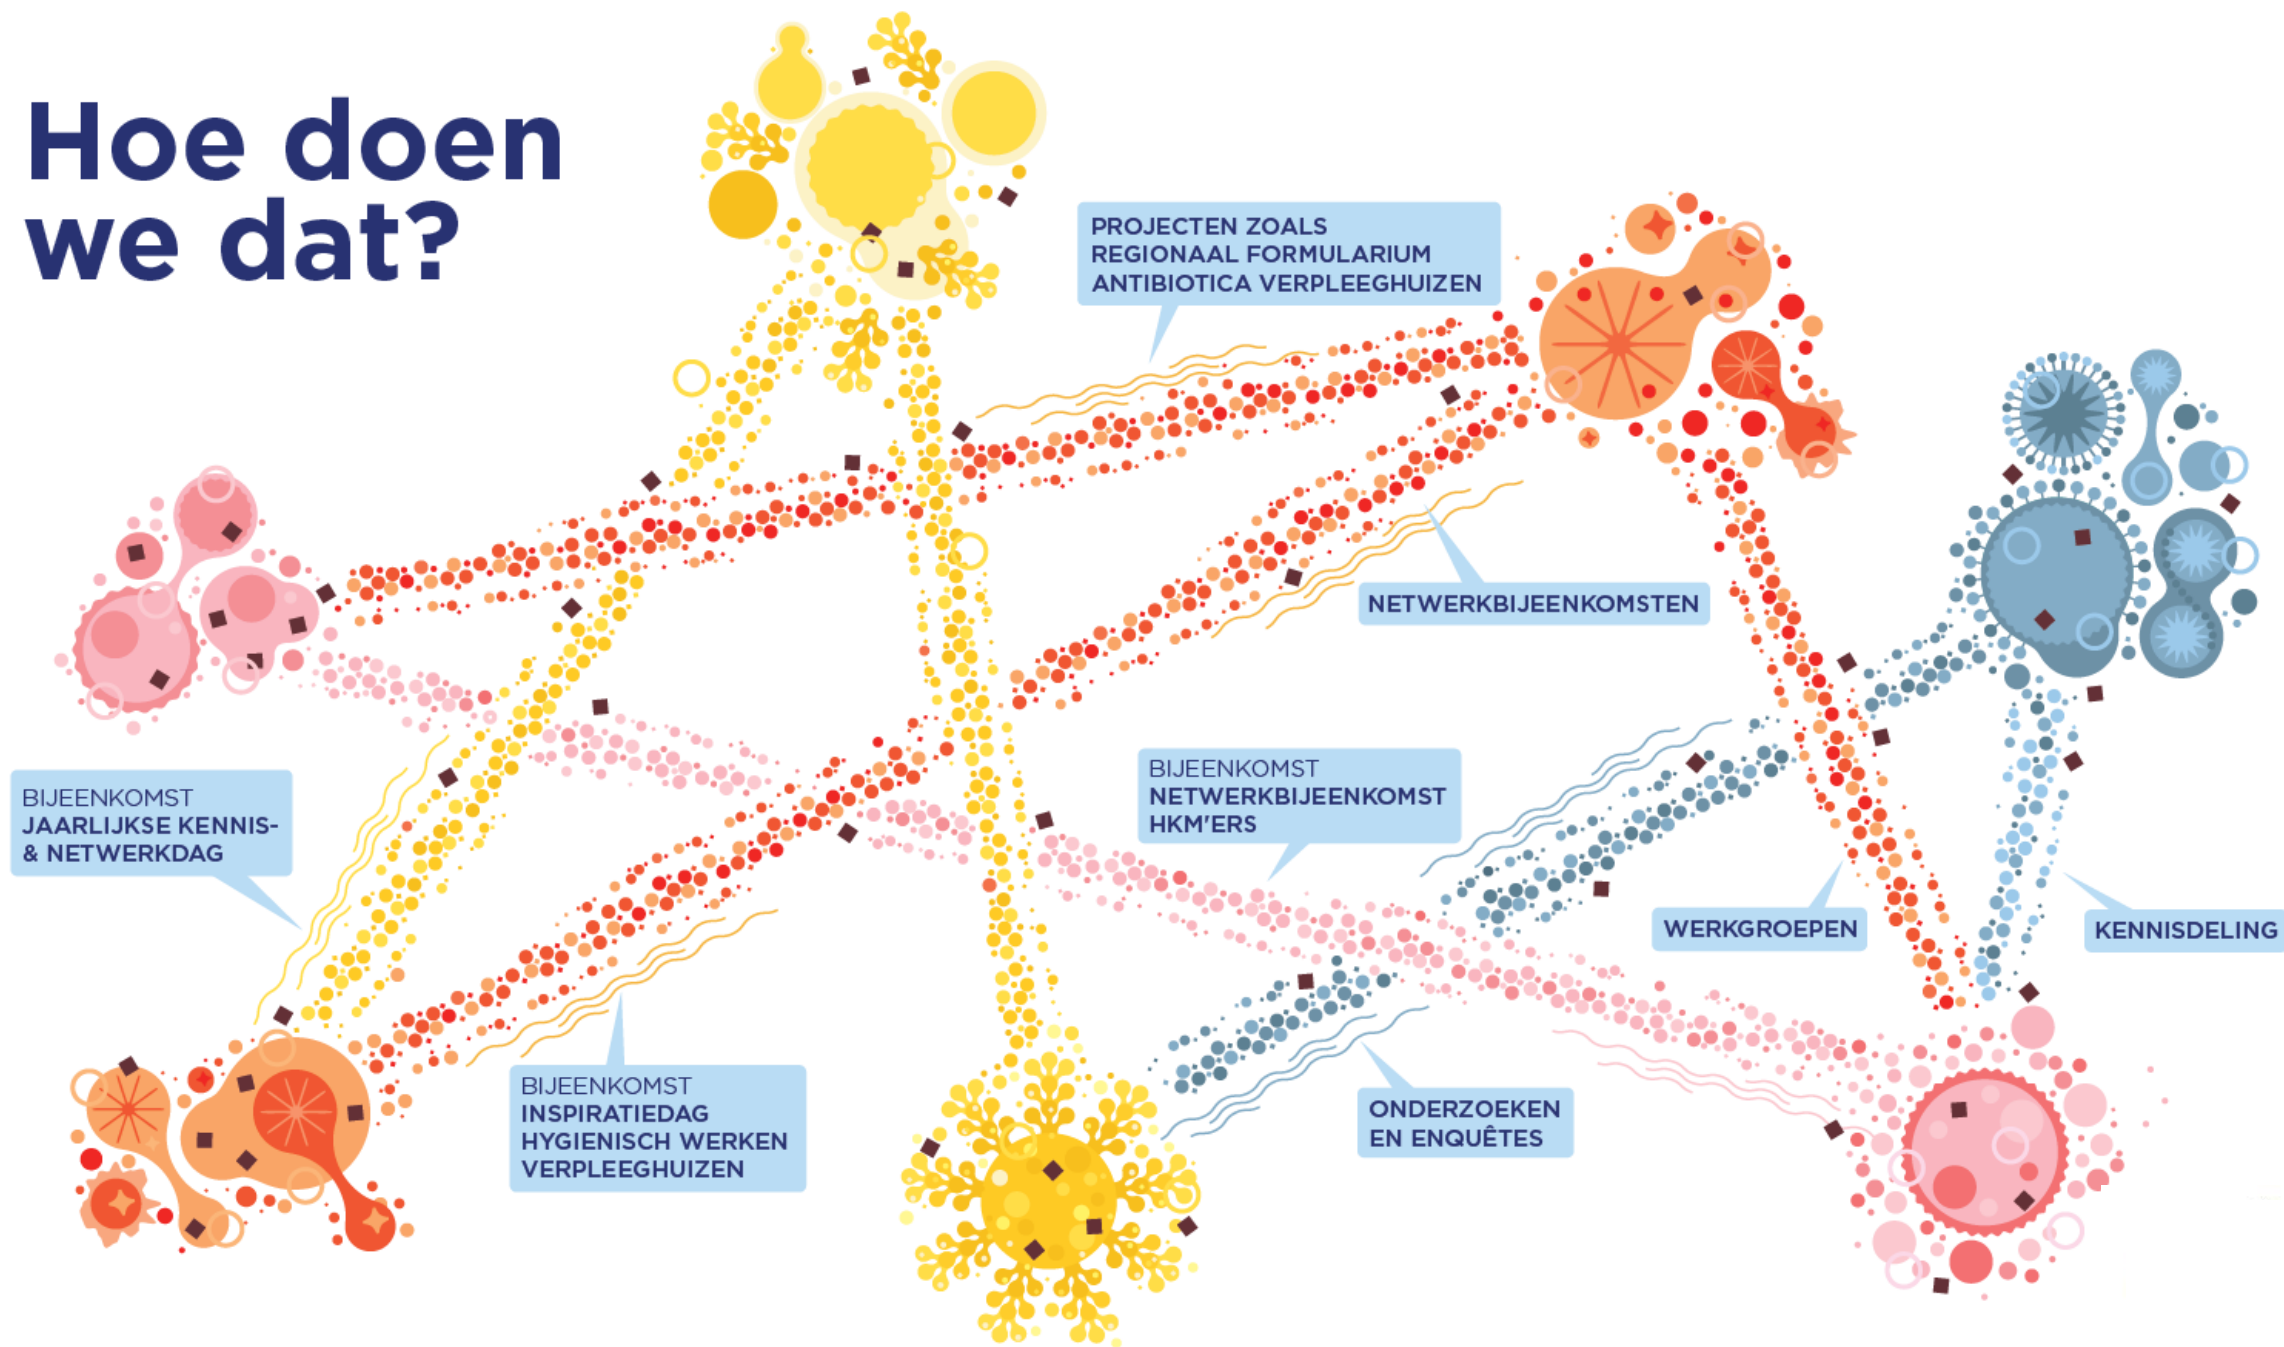 Hoe doen
we dat?
PROJECTEN ZOALS
REGIONAAL FORMULARIUM
ANTIBIOTICA VERPLEEGHUIZEN
NETWERKBIJEENKOMSTEN
BIJEENKOMST
JAARLIJKSE KENNIS-
& NETWERKDAG
BIJEENKOMST
NETWERKBIJEENKOMST
HKM'ERS
WERKGROEPEN
KENNISDELING
BIJEENKOMST
INSPIRATIEDAG
HYGIENISCH WERKEN
VERPLEEGHUIZEN
ONDERZOEKEN
EN ENQUÊTES